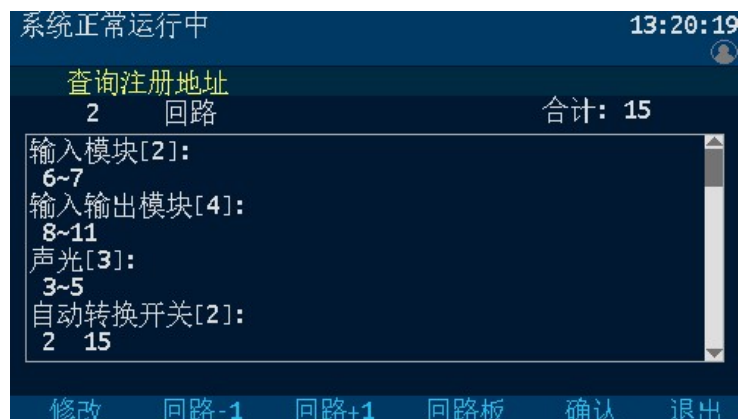 系统正常运行中 13:20:19
查询注册地址
2 回路 合计: 15
输入模块[2]:
6~7
输入输出模块[4]:
8~11
声光[3]:
3~5
自动转换开关[2]:
2 15
修改 回路-1 回路+1 回路板 确认 退出